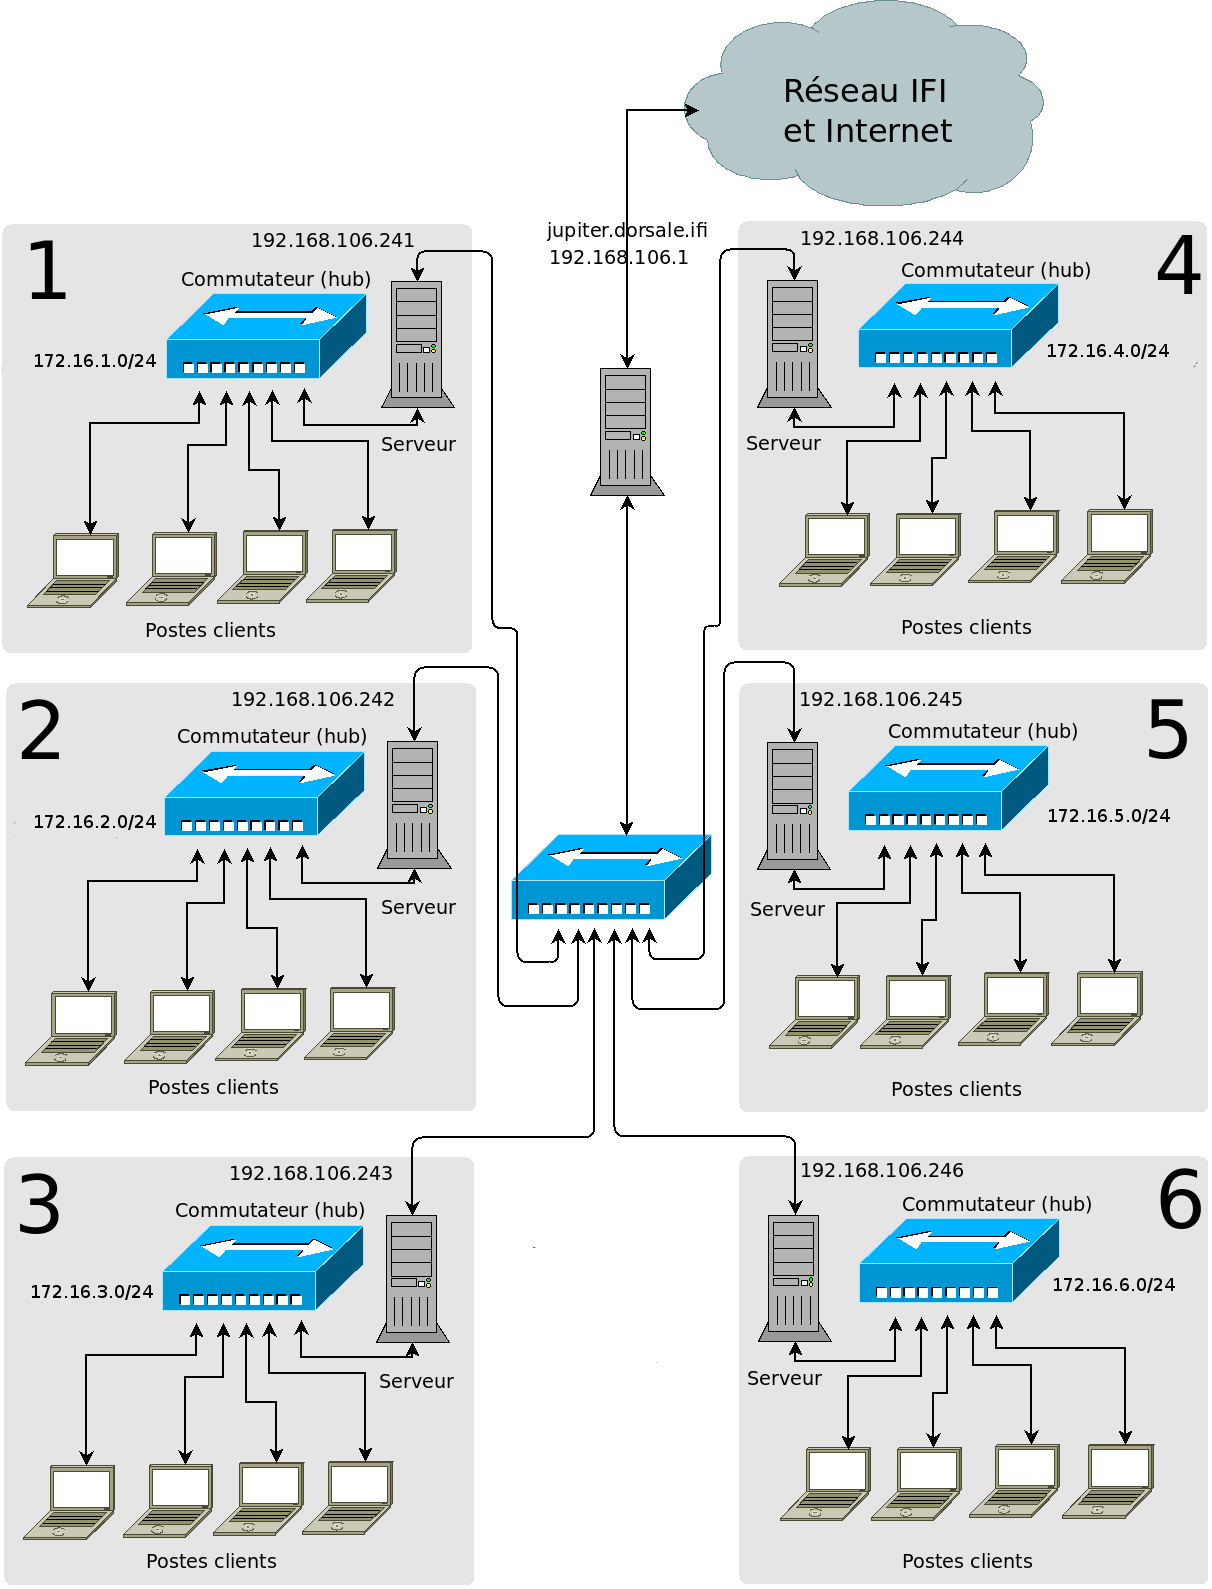 Réseau IFI
et Internet
jupiter.dorsale.ifi
192.168.106.1
1
192.168.106.241
Commutateur (hub)
172.16.1.0/24
Serveur
Postes clients
4
192.168.106.244
Commutateur (hub)
172.16.4.0/24
Serveur
Postes clients
2
192.168.106.242
Commutateur (hub)
172.16.2.0/24
Serveur
Postes clients
5
192.168.106.245
Commutateur (hub)
172.16.5.0/24
Serveur
Postes clients
3
192.168.106.243
Commutateur (hub)
172.16.3.0/24
Serveur
Postes clients
6
192.168.106.246
Commutateur (hub)
172.16.6.0/24
Serveur
Postes clients